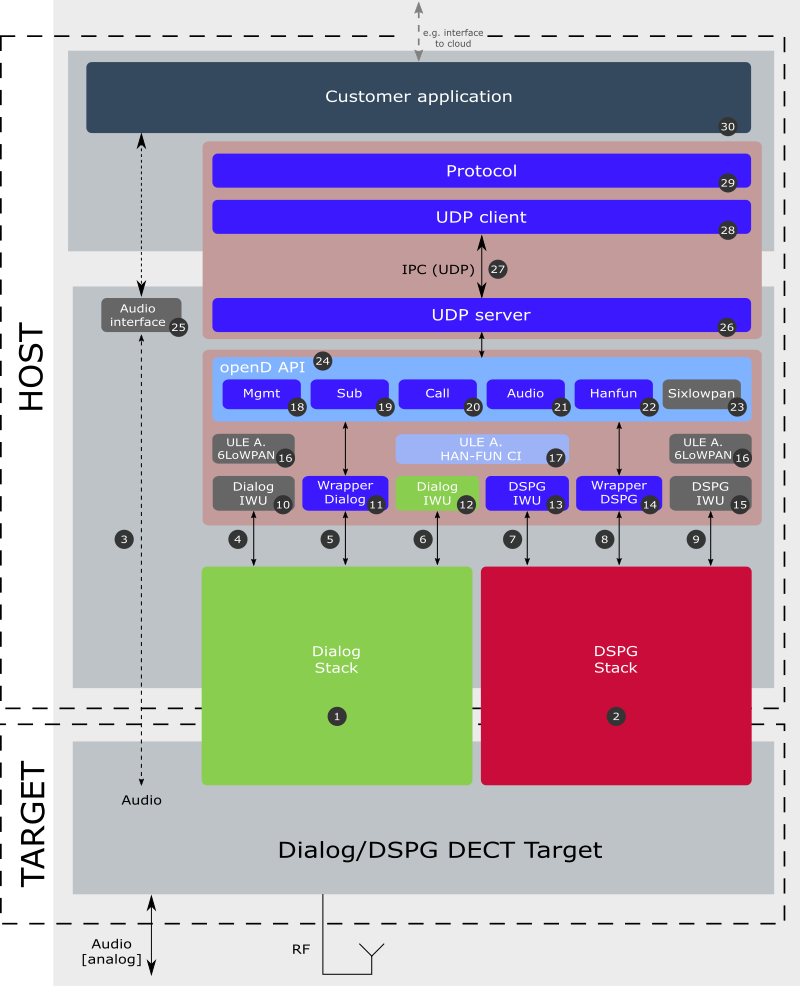 e.g. interface
to cloud
Customer application
30
Protocol
29
UDP client
28
IPC (UDP)
27
UDP server
26
Audio
interface
25
HOST
openD API
24
Mgmt
18
Sub
19
Call
20
Audio
21
Hanfun
22
Sixlowpan
23
ULE A.
6LoWPAN
16
ULE A.
HAN-FUN CI
17
ULE A.
6LoWPAN
16
Dialog
IWU
10
Wrapper
Dialog
11
Dialog
IWU
12
DSPG
IWU
13
Wrapper
DSPG
14
DSPG
IWU
15
3
4
5
6
7
8
9
Dialog
Stack
1
DSPG
Stack
2
TARGET
Audio
Dialog/DSPG DECT Target
Audio
[analog]
RF